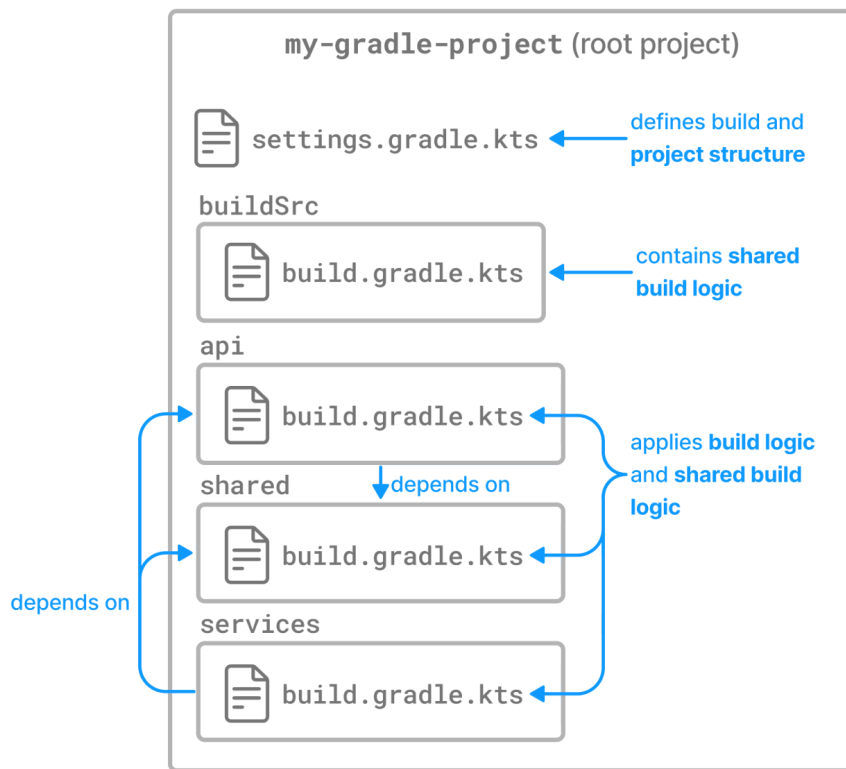 my-gradle-project (root project)
settings.gradle.kts
defines build and
project structure
buildSrc
build.gradle.kts
contains shared
build logic
api
build.gradle.kts
applies build logic
and shared build
logic
depends on
shared
build.gradle.kts
depends on
services
build.gradle.kts